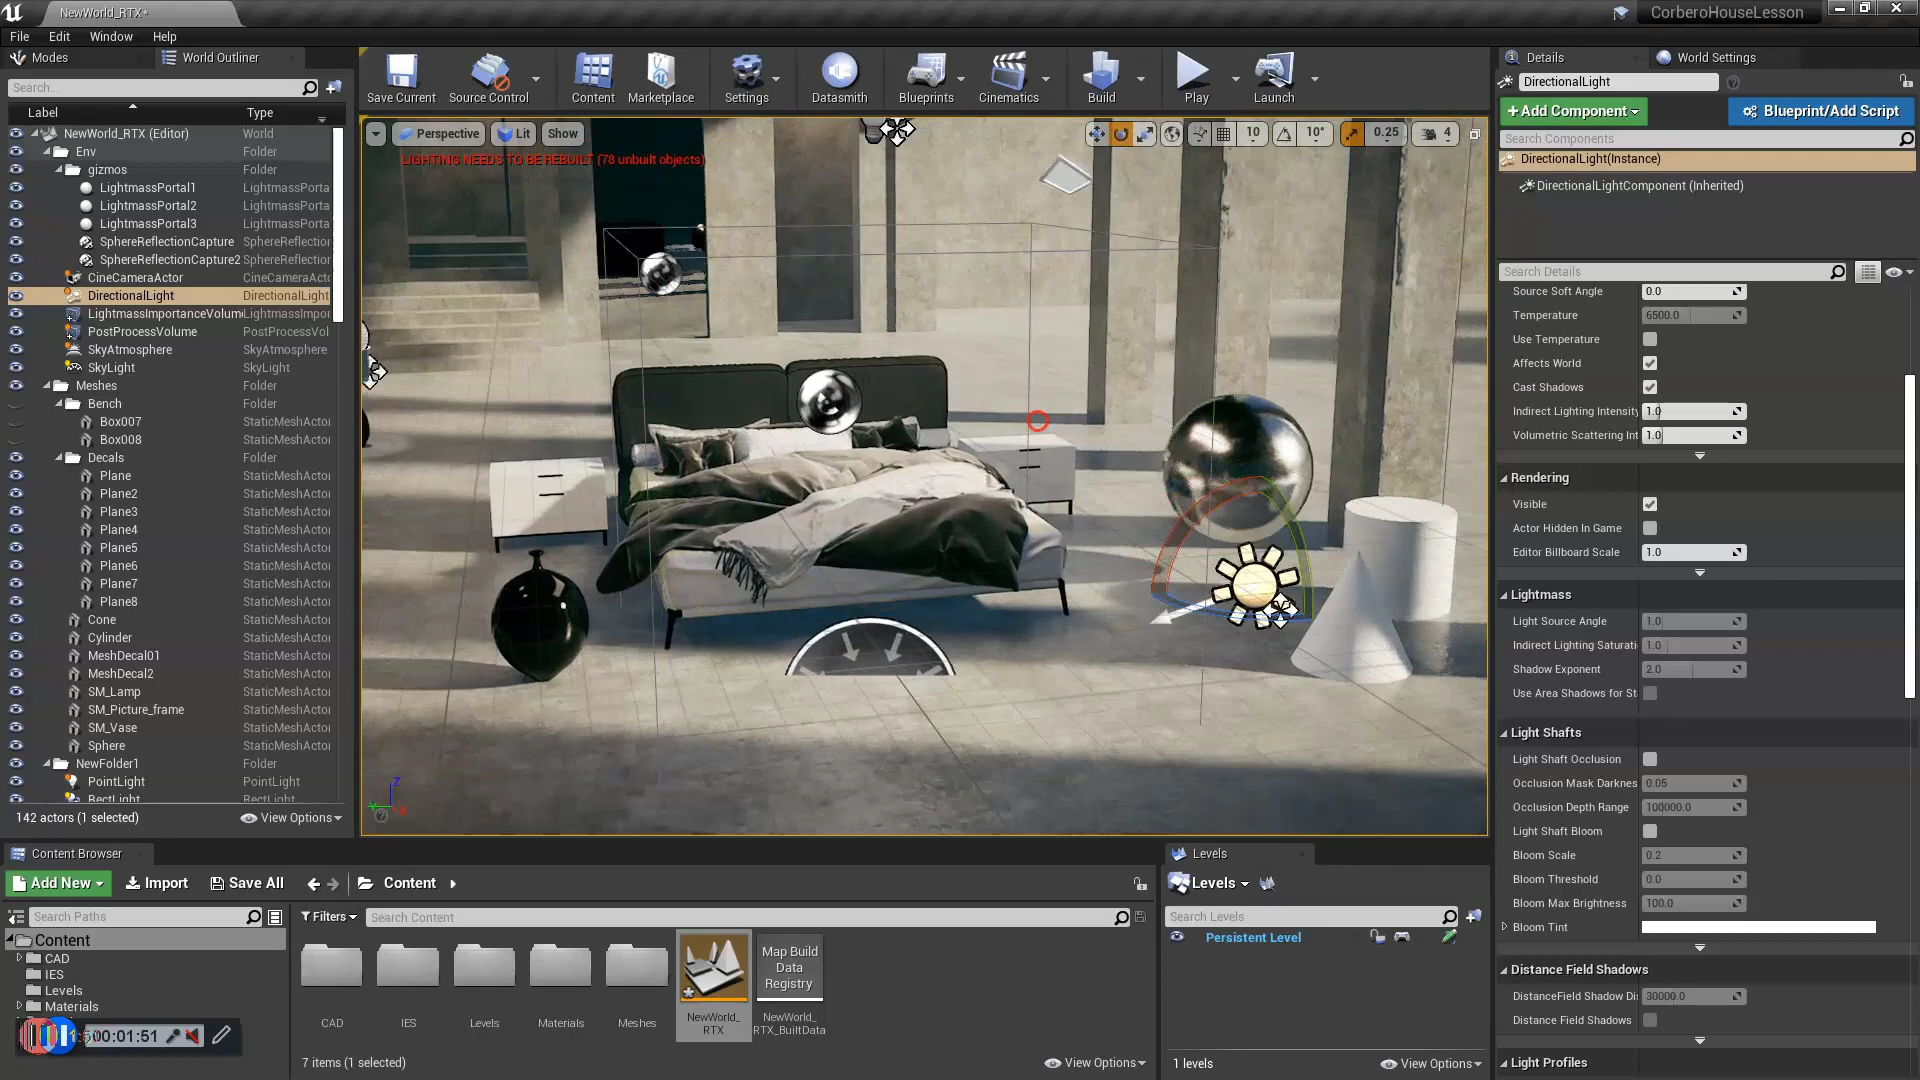 NewWorld_RTX*
CorberoHouseLesson
File Edit Window Help
Modes
World Outliner
Search...
Label Type
NewWorld_RTX (Editor) World
Env Folder
gizmos Folder
LightmassPortal1 LightmassPorta
LightmassPortal2 LightmassPorta
LightmassPortal3 LightmassPorta
SphereReflectionCapture SphereReflection
SphereReflectionCapture2 SphereReflection
CineCameraActor CineCameraActo
DirectionalLight DirectionalLight
LightmassImportanceVolum LightmassImpor
PostProcessVolume PostProcessVol
SkyAtmosphere SkyAtmosphere
SkyLight SkyLight
Meshes Folder
Bench Folder
Box007 StaticMeshActor
Box008 StaticMeshActor
Decals Folder
Plane StaticMeshActor
Plane2 StaticMeshActor
Plane3 StaticMeshActor
Plane4 StaticMeshActor
Plane5 StaticMeshActor
Plane6 StaticMeshActor
Plane7 StaticMeshActor
Plane8 StaticMeshActor
Cone StaticMeshActor
Cylinder StaticMeshActor
MeshDecal01 StaticMeshActor
MeshDecal2 StaticMeshActor
SM_Lamp StaticMeshActor
SM_Picture_frame StaticMeshActor
SM_Vase StaticMeshActor
Sphere StaticMeshActor
NewFolder1 Folder
PointLight PointLight
RectLight RectLight
142 actors (1 selected) View Options
Save Current
Source Control
Content
Marketplace
Settings
Datasmith
Blueprints
Cinematics
Build
Play
Launch
Perspective Lit Show
10 10° 0.25 4
LIGHTING NEEDS TO BE REBUILT (78 unbuilt objects)
Z
Y X
Details
World Settings
DirectionalLight
+Add Component
Blueprint/Add Script
Search Components
DirectionalLight(Instance)
DirectionalLightComponent (Inherited)
Search Details
Source Soft Angle 0.0
Temperature 6500.0
Use Temperature
Affects World
Cast Shadows
Indirect Lighting Intensity 1.0
Volumetric Scattering Int 1.0
Rendering
Visible
Actor Hidden In Game
Editor Billboard Scale 1.0
Lightmass
Light Source Angle 1.0
Indirect Lighting Saturati 1.0
Shadow Exponent 2.0
Use Area Shadows for St
Light Shafts
Light Shaft Occlusion
Occlusion Mask Darknes 0.05
Occlusion Depth Range 100000.0
Light Shaft Bloom
Bloom Scale 0.2
Bloom Threshold 0.0
Bloom Max Brightness 100.0
Bloom Tint
Distance Field Shadows
DistanceField Shadow Di 30000.0
Distance Field Shadows
Light Profiles
Content Browser
Add New Import Save All Content
Search Paths
Content
CAD
IES
Levels
Materials
00:01:51
Filters
Search Content
CAD
IES
Levels
Materials
Meshes
NewWorld_
RTX
Map Build
Data
Registry
NewWorld_
RTX_BuiltData
7 items (1 selected) View Options
Levels
Levels
Search Levels
Persistent Level
1 levels View Options